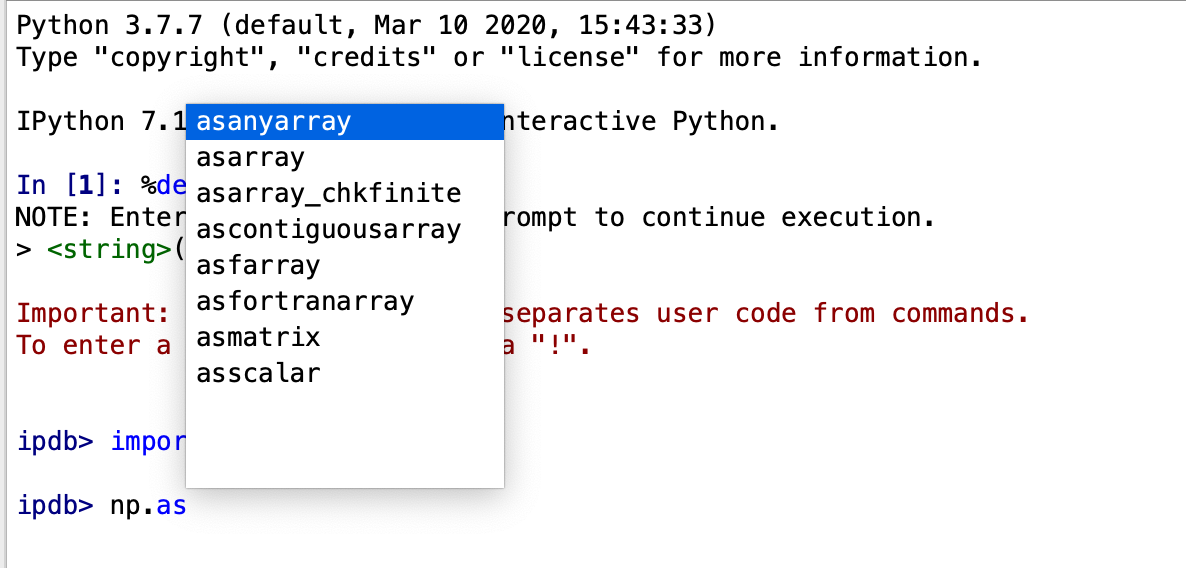 Python 3.7.7 (default, Mar 10 2020, 15:43:33)
Type "copyright", "credits" or "license" for more information.
IPython 7.1 nteractive Python.
In [1]: %de
NOTE: Enter rompt to continue execution.
> <string>(
Important: separates user code from commands.
To enter a a "!".
ipdb> impor
ipdb> np.as
asanyarray
asarray
asarray_chkfinite
ascontiguousarray
asfarray
asfortranarray
asmatrix
asscalar